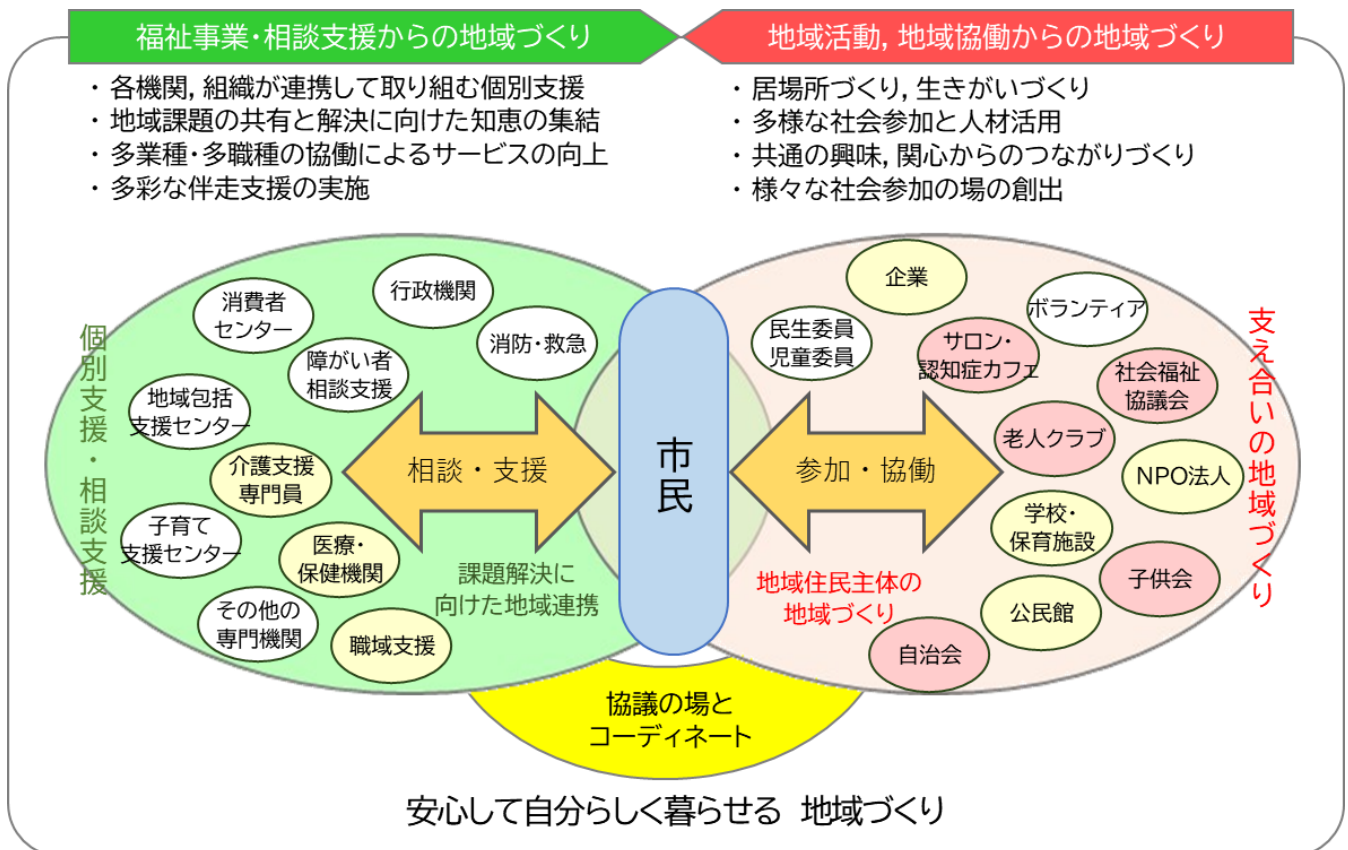 福祉事業・相談支援からの地域づくり
地域活動, 地域協働からの地域づくり
・ 各機関, 組織が連携して取り組む個別支援
・ 地域課題の共有と解決に向けた知恵の集結
・ 多業種・多職種の協働によるサービスの向上
・ 多彩な伴走支援の実施
・ 居場所づくり, 生きがいづくり
・ 多様な社会参加と人材活用
・ 共通の興味, 関心からのつながりづくり
・ 様々な社会参加の場の創出
個別支援・相談支援
消費者
センター
行政機関
消防・救急
障がい者
相談支援
地域包括
支援センター
介護支援
専門員
子育て
支援センター
医療・
保健機関
その他の
専門機関
職域支援
相談・支援
課題解決に
向けた地域連携
市民
企業
民生委員
児童委員
ボランティア
サロン・
認知症カフェ
社会福祉
協議会
老人クラブ
NPO法人
学校・
保育施設
子供会
公民館
自治会
参加・協働
地域住民主体の
地域づくり
支え合いの地域づくり
協議の場と
コーディネート
安心して自分らしく暮らせる 地域づくり